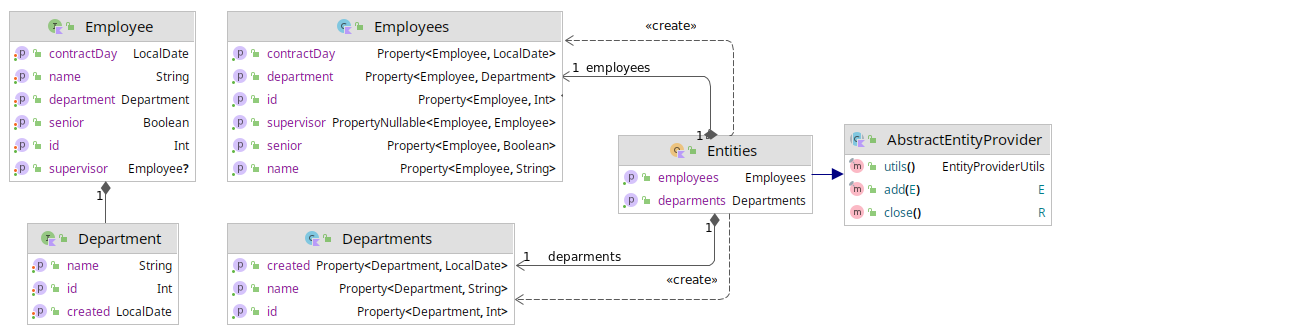 Employee
contractDay LocalDate
name String
department Department
senior Boolean
id Int
supervisor Employee?
1
Department
name String
id Int
created LocalDate
Employees
contractDay Property<Employee, LocalDate>
department Property<Employee, Department>
id Property<Employee, Int>
supervisor PropertyNullable<Employee, Employee>
senior Property<Employee, Boolean>
name Property<Employee, String>
Departments
created Property<Department, LocalDate>
name Property<Department, String>
id Property<Department, Int>
«create»
1 employees
1
Entities
employees Employees
deparments Departments
1
1 deparments
«create»
AbstractEntityProvider
utils() EntityProviderUtils
add(E) E
close() R